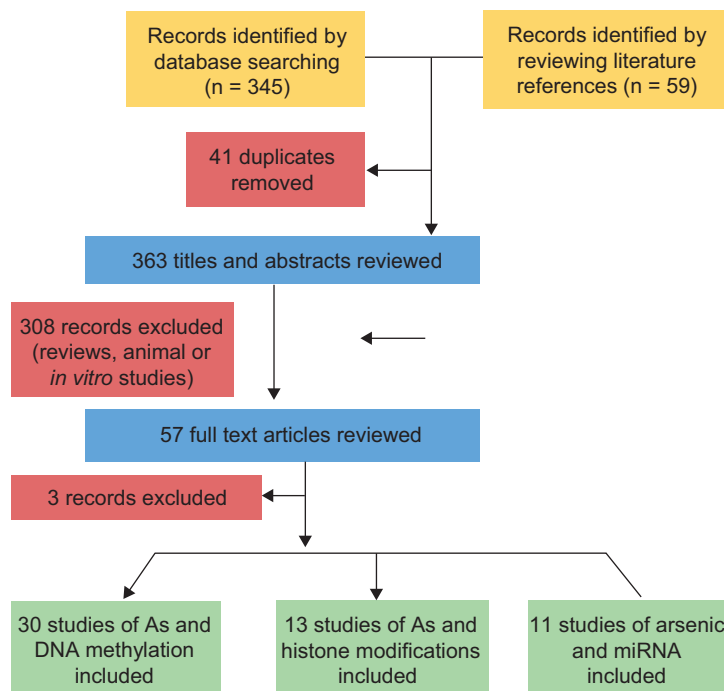 Records identified by
database searching
(n = 345)
Records identified by
reviewing literature
references (n = 59)
41 duplicates
removed
363 titles and abstracts reviewed
308 records excluded
(reviews, animal or
in vitro studies)
57 full text articles reviewed
3 records excluded
30 studies of As and
DNA methylation
included
13 studies of As and
histone modifications
included
11 studies of arsenic
and miRNA
included